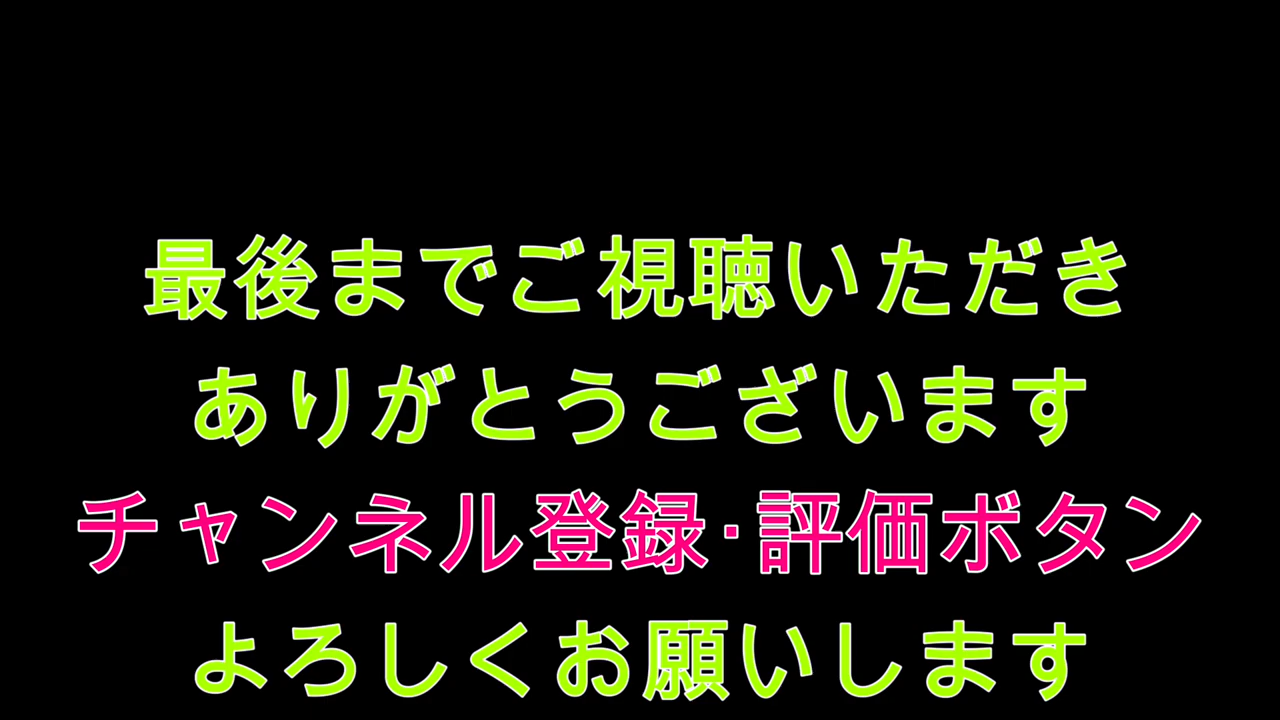 最後までご視聴いただき
ありがとうございます
チャンネル登録･評価ボタン
よろしくお願いします